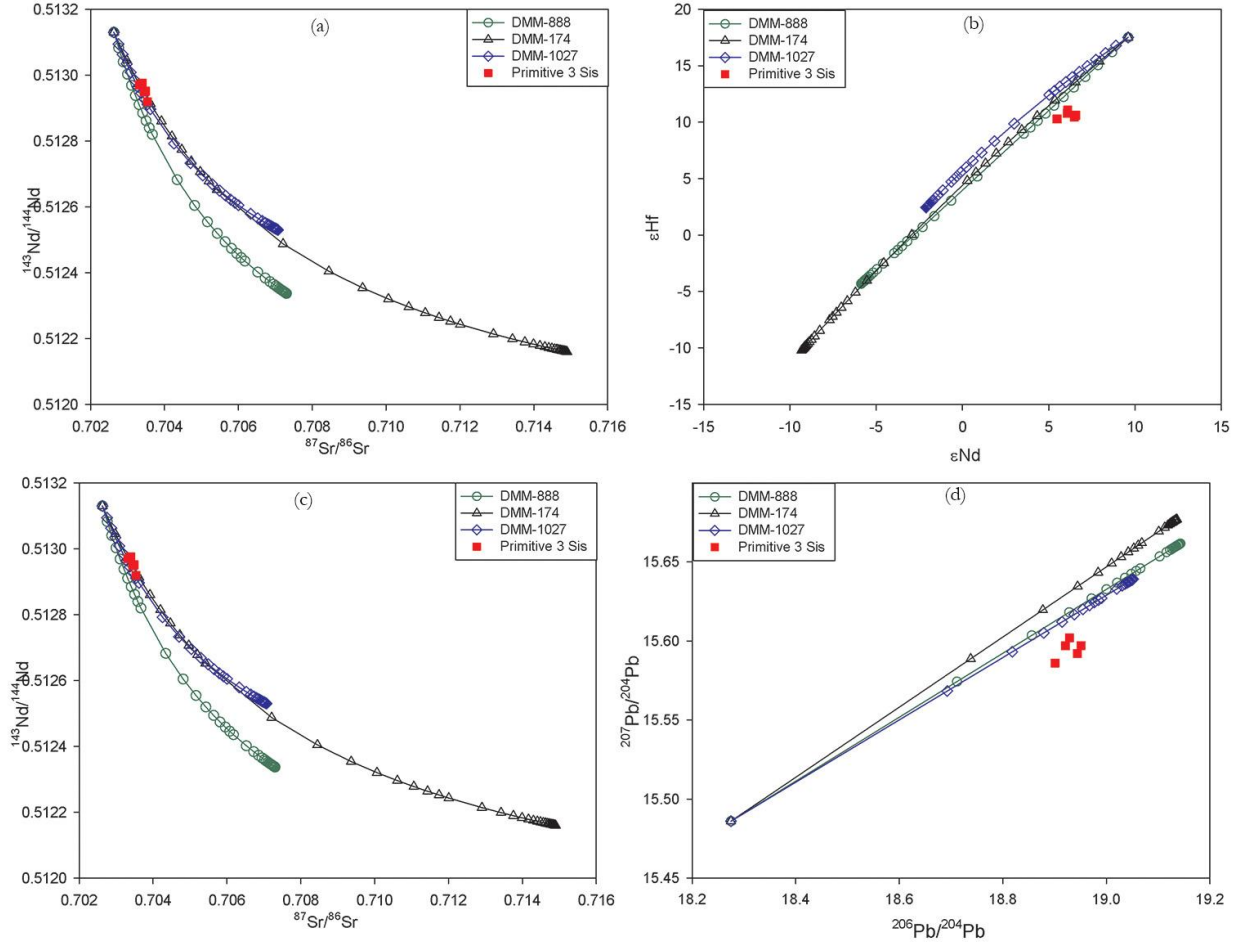 (a)
DMM-888
DMM-174
DMM-1027
Primitive 3 Sis
0.5132
0.5130
0.5128
0.5126
0.5124
0.5122
0.5120
¹⁴³Nd/¹⁴⁴Nd
0.702 0.704 0.706 0.708 0.710 0.712 0.714 0.716
⁸⁷Sr/⁸⁶Sr
(b)
DMM-888
DMM-174
DMM-1027
Primitive 3 Sis
20
15
10
5
0
-5
-10
-15
εHf
-15 -10 -5 0 5 10 15
εNd
(c)
DMM-888
DMM-174
DMM-1027
Primitive 3 Sis
0.5132
0.5130
0.5128
0.5126
0.5124
0.5122
0.5120
¹⁴³Nd/¹⁴⁴Nd
0.702 0.704 0.706 0.708 0.710 0.712 0.714 0.716
⁸⁷Sr/⁸⁶Sr
(d)
DMM-888
DMM-174
DMM-1027
Primitive 3 Sis
15.65
15.60
15.55
15.50
15.45
²⁰⁷Pb/²⁰⁴Pb
18.2 18.4 18.6 18.8 19.0 19.2
²⁰⁶Pb/²⁰⁴Pb